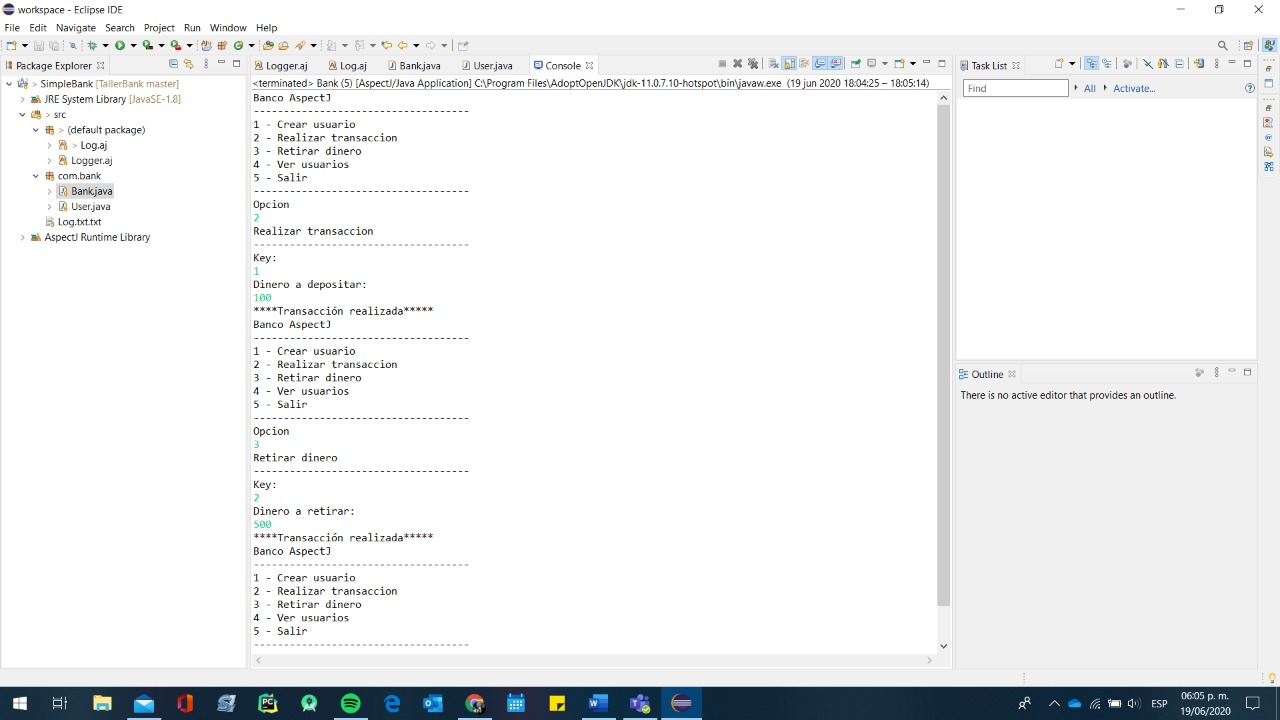 workspace - Eclipse IDE
File Edit Navigate Search Project Run Window Help
Package Explorer
SimpleBank [TallerBank master]
JRE System Library [JavaSE-1.8]
> src
> (default package)
> Log.aj
Logger.aj
com.bank
Bank.java
User.java
Log.txt.txt
AspectJ Runtime Library
Logger.aj Log.aj Bank.java User.java Console
<terminated> Bank (5) [AspectJ/Java Application] C:\Program Files\AdoptOpenJDK\jdk-11.0.7.10-hotspot\bin\javaw.exe (19 jun 2020 18:04:25 – 18:05:14)
Banco AspectJ
------------------------------------
1 - Crear usuario
2 - Realizar transaccion
3 - Retirar dinero
4 - Ver usuarios
5 - Salir
------------------------------------
Opcion
2
Realizar transaccion
------------------------------------
Key:
1
Dinero a depositar:
100
****Transacción realizada*****
Banco AspectJ
------------------------------------
1 - Crear usuario
2 - Realizar transaccion
3 - Retirar dinero
4 - Ver usuarios
5 - Salir
------------------------------------
Opcion
3
Retirar dinero
------------------------------------
Key:
2
Dinero a retirar:
500
****Transacción realizada*****
Banco AspectJ
------------------------------------
1 - Crear usuario
2 - Realizar transaccion
3 - Retirar dinero
4 - Ver usuarios
5 - Salir
------------------------------------
Task List
Find All Activate...
Outline
There is no active editor that provides an outline.
ESP
06:05 p. m.
19/06/2020